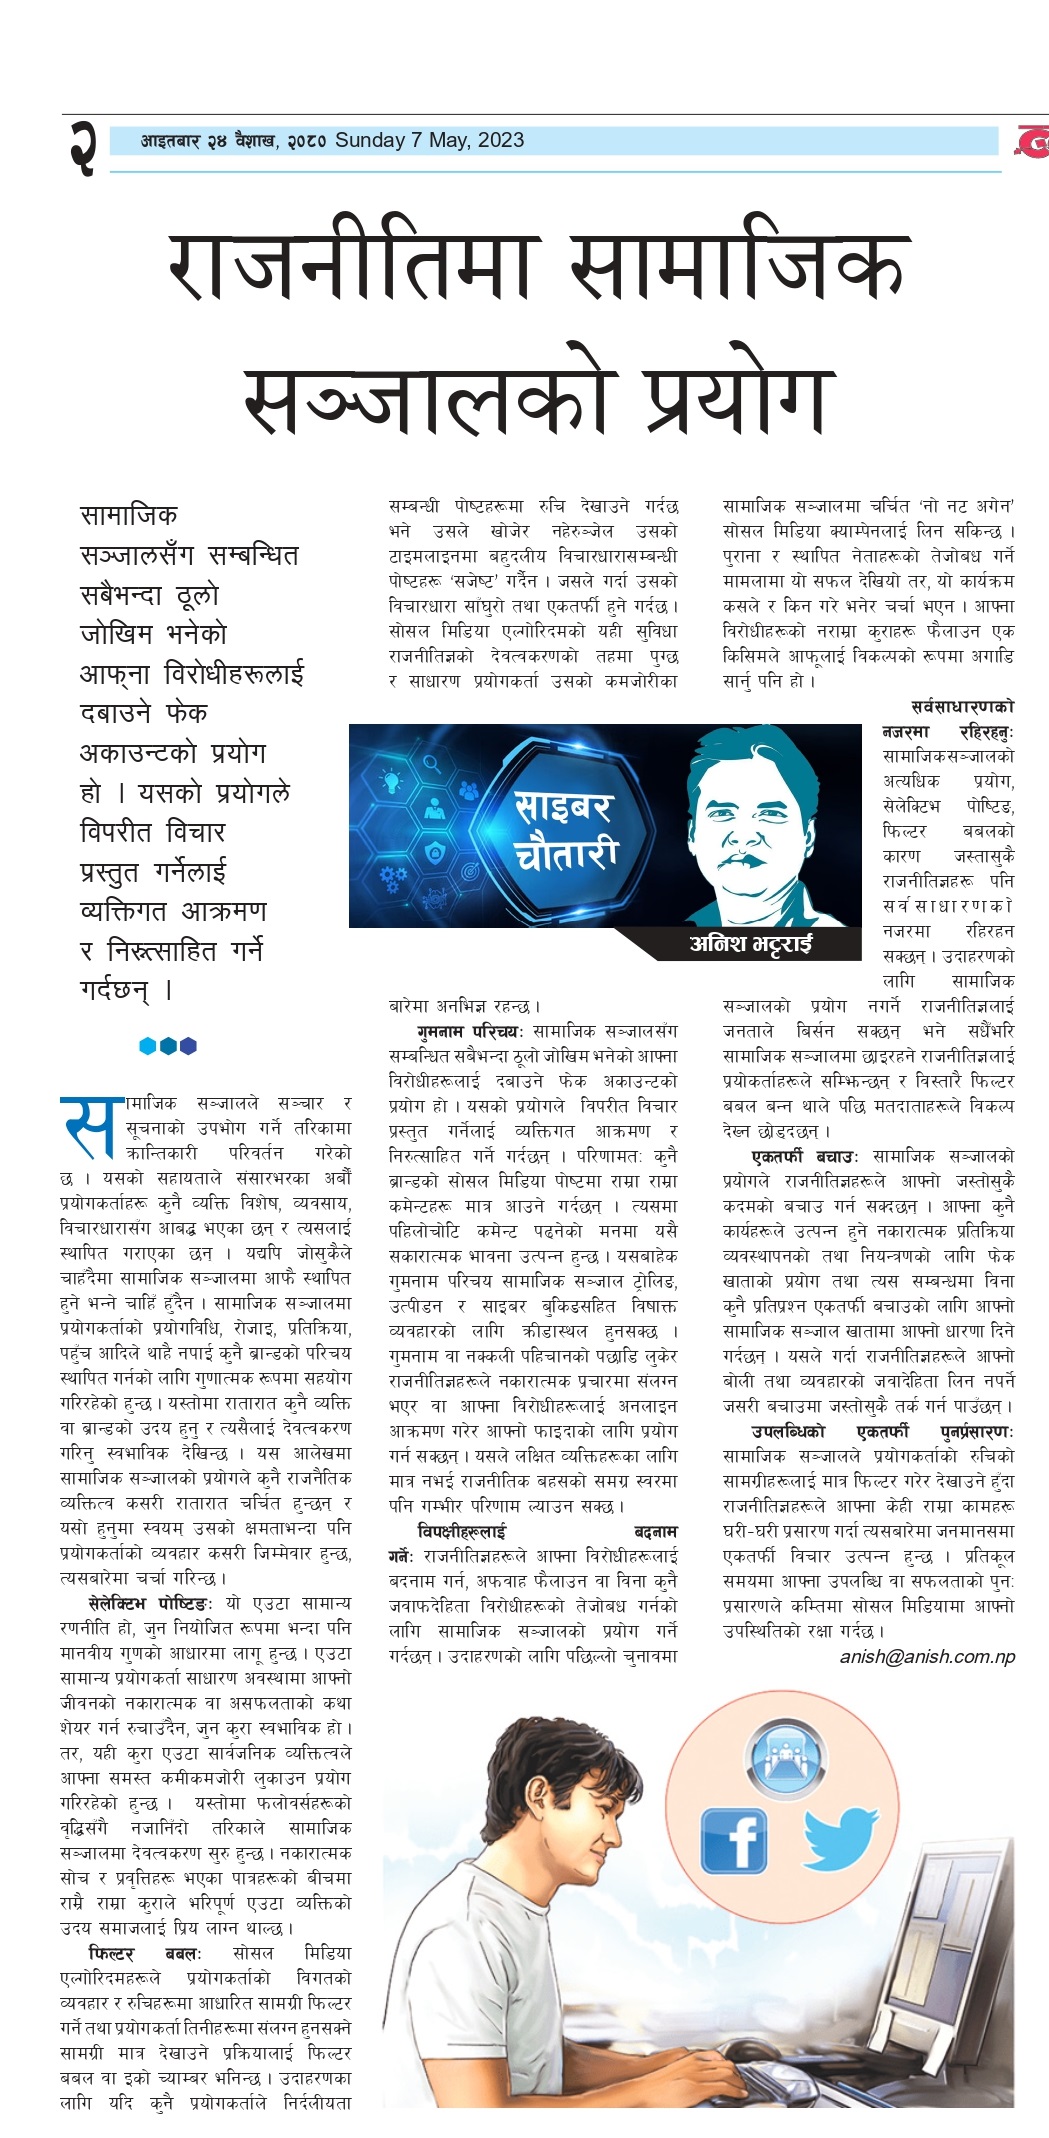 २
आइतबार २४ वैशाख, २०८० Sunday 7 May, 2023
राजनीतिमा सामाजिक
सञ्जालको प्रयोग
सामाजिक
सञ्जालसँग सम्बन्धित
सबैभन्दा ठूलो
जोखिम भनेको
आफ्ना विरोधीहरूलाई
दबाउने फेक
अकाउन्टको प्रयोग
हो । यसको प्रयोगले
विपरीत विचार
प्रस्तुत गर्नेलाई
व्यक्तिगत आक्रमण
र निरुत्साहित गर्ने
गर्दछन् ।
सामाजिक सञ्जालले सञ्चार र
सूचनाको उपभोग गर्ने तरिकामा
क्रान्तिकारी परिवर्तन गरेको
छ । यसको सहायताले संसारभरका अर्बौं
प्रयोगकर्ताहरू कुनै व्यक्ति विशेष, व्यवसाय,
विचारधारासँग आबद्ध भएका छन् र त्यसलाई
स्थापित गराएका छन् । यद्यपि जोसुकैले
चाहँदैमा सामाजिक सञ्जालमा आफै स्थापित
हुने भन्ने चाहिँ हुँदैन । सामाजिक सञ्जालमा
प्रयोगकर्ताको प्रयोगविधि, रोजाइ, प्रतिक्रिया,
पहुँच आदिले थाहै नपाई कुनै ब्रान्डको परिचय
स्थापित गर्नको लागि गुणात्मक रूपमा सहयोग
गरिरहेको हुन्छ । यस्तोमा रातारात कुनै व्यक्ति
वा ब्रान्डको उदय हुनु र त्यसैलाई देवत्वकरण
गरिनु स्वभाविक देखिन्छ । यस आलेखमा
सामाजिक सञ्जालको प्रयोगले कुनै राजनैतिक
व्यक्तित्व कसरी रातारात चर्चित हुन्छन् र
यसो हुनुमा स्वयम् उसको क्षमताभन्दा पनि
प्रयोगकर्ताको व्यवहार कसरी जिम्मेवार हुन्छ,
त्यसबारेमा चर्चा गरिन्छ ।
सेलेक्टिभ पोष्टिङः यो एउटा सामान्य
रणनीति हो, जुन नियोजित रूपमा भन्दा पनि
मानवीय गुणको आधारमा लागू हुन्छ । एउटा
सामान्य प्रयोगकर्ता साधारण अवस्थामा आफ्नो
जीवनको नकारात्मक वा असफलताको कथा
शेयर गर्न रुचाउँदैन, जुन कुरा स्वभाविक हो ।
तर, यही कुरा एउटा सार्वजनिक व्यक्तित्वले
आफ्ना समस्त कमीकमजोरी लुकाउन प्रयोग
गरिरहेको हुन्छ । यस्तोमा फलोवर्सहरूको
वृद्धिसँगै नजानिँदो तरिकाले सामाजिक
सञ्जालमा देवत्वकरण सुरु हुन्छ । नकारात्मक
सोच र प्रवृत्तिहरू भएका पात्रहरूको बीचमा
राम्रै राम्रा कुराले भरिपूर्ण एउटा व्यक्तिको
उदय समाजलाई प्रिय लाग्न थाल्छ ।
फिल्टर बबलः सोसल मिडिया
एल्गोरिदमहरूले प्रयोगकर्ताको विगतको
व्यवहार र रुचिहरूमा आधारित सामग्री फिल्टर
गर्ने तथा प्रयोगकर्ता तिनीहरूमा संलग्न हुनसक्ने
सामग्री मात्र देखाउने प्रक्रियालाई फिल्टर
बबल वा इको च्याम्बर भनिन्छ । उदाहरणका
लागि यदि कुनै प्रयोगकर्ताले निर्दलीयता
सम्बन्धी पोष्टहरूमा रुचि देखाउने गर्दछ
भने उसले खोजेर नहेरुञ्जेल उसको
टाइमलाइनमा बहुदलीय विचारधारासम्बन्धी
पोष्टहरू ‘सजेष्ट’ गर्दैन । जसले गर्दा उसको
विचारधारा साँघुरो तथा एकतर्फी हुने गर्दछ ।
सोसल मिडिया एल्गोरिदमको यही सुविधा
राजनीतिज्ञको देवत्वकरणको तहमा पुग्छ
र साधारण प्रयोगकर्ता उसको कमजोरीका
साइबर
चौतारी
अनिश भट्टराई
बारेमा अनभिज्ञ रहन्छ ।
गुमनाम परिचयः सामाजिक सञ्जालसँग
सम्बन्धित सबैभन्दा ठूलो जोखिम भनेको आफ्ना
विरोधीहरूलाई दबाउने फेक अकाउन्टको
प्रयोग हो । यसको प्रयोगले विपरीत विचार
प्रस्तुत गर्नेलाई व्यक्तिगत आक्रमण र
निरुत्साहित गर्ने गर्दछन् । परिणामतः कुनै
ब्रान्डको सोसल मिडिया पोष्टमा राम्रा राम्रा
कमेन्टहरू मात्र आउने गर्दछन् । त्यसमा
पहिलोचोटि कमेन्ट पढ्नेको मनमा यसै
सकारात्मक भावना उत्पन्न हुन्छ । यसबाहेक
गुमनाम परिचय सामाजिक सञ्जाल ट्रोलिङ,
उत्पीडन र साइबर बुकिङसहित विषाक्त
व्यवहारको लागि क्रीडास्थल हुनसक्छ ।
गुमनाम वा नक्कली पहिचानको पछाडि लुकेर
राजनीतिज्ञहरूले नकारात्मक प्रचारमा संलग्न
भएर वा आफ्ना विरोधीहरूलाई अनलाइन
आक्रमण गरेर आफ्नो फाइदाको लागि प्रयोग
गर्न सक्छन् । यसले लक्षित व्यक्तिहरूका लागि
मात्र नभई राजनीतिक बहसको समग्र स्वरमा
पनि गम्भीर परिणाम ल्याउन सक्छ ।
विपक्षीहरूलाई बदनाम
गर्नेः राजनीतिज्ञहरूले आफ्ना विरोधीहरूलाई
बदनाम गर्न, अफवाह फैलाउन वा विना कुनै
जवाफदेहिता विरोधीहरूको तेजोबध गर्नको
लागि सामाजिक सञ्जालको प्रयोग गर्ने
गर्दछन् । उदाहरणको लागि पछिल्लो चुनावमा
सामाजिक सञ्जालमा चर्चित ‘नो नट अगेन’
सोसल मिडिया क्याम्पेनलाई लिन सकिन्छ ।
पुराना र स्थापित नेताहरूको तेजोबध गर्ने
मामलामा यो सफल देखियो तर, यो कार्यक्रम
कसले र किन गरे भनेर चर्चा भएन । आफ्ना
विरोधीहरूको नराम्रा कुराहरू फैलाउन एक
किसिमले आफूलाई विकल्पको रूपमा अगाडि
सार्नु पनि हो ।
सर्वसाधारणको
नजरमा रहिरहनुः
सामाजिक सञ्जालको
अत्यधिक प्रयोग,
सेलेक्टिभ पोष्टिङ,
फिल्टर बबलको
कारण जस्तासुकै
राजनीतिज्ञहरू पनि
सर्वसाधारणको
नजरमा रहिरहन
सक्छन् । उदाहरणको
लागि सामाजिक
सञ्जालको प्रयोग नगर्ने राजनीतिज्ञलाई
जनताले बिर्सन सक्छन् भने सधैँभरि
सामाजिक सञ्जालमा छाइरहने राजनीतिज्ञलाई
प्रयोकर्ताहरूले सम्झिन्छन् र विस्तारै फिल्टर
बबल बन्न थाले पछि मतदाताहरूले विकल्प
देख्न छोड्दछन् ।
एकतर्फी बचाउः सामाजिक सञ्जालको
प्रयोगले राजनीतिज्ञहरूले आफ्नो जस्तोसुकै
कदमको बचाउ गर्न सक्दछन् । आफ्ना कुनै
कार्यहरूले उत्पन्न हुने नकारात्मक प्रतिक्रिया
व्यवस्थापनको तथा नियन्त्रणको लागि फेक
खाताको प्रयोग तथा त्यस सम्बन्धमा विना
कुनै प्रतिप्रश्न एकतर्फी बचाउको लागि आफ्नो
सामाजिक सञ्जाल खातामा आफ्नो धारणा दिने
गर्दछन् । यसले गर्दा राजनीतिज्ञहरूले आफ्नो
बोली तथा व्यवहारको जवादेहिता लिन नपर्ने
जसरी बचाउमा जस्तोसुकै तर्क गर्न पाउँछन् ।
उपलब्धिको एकतर्फी पुनर्प्रसारणः
सामाजिक सञ्जालले प्रयोगकर्ताको रुचिको
सामग्रीहरूलाई मात्र फिल्टर गरेर देखाउने हुँदा
राजनीतिज्ञहरूले आफ्ना केही राम्रा कामहरू
घरी-घरी प्रसारण गर्दा त्यसबारेमा जनमानसमा
एकतर्फी विचार उत्पन्न हुन्छ । प्रतिकूल
समयमा आफ्ना उपलब्धि वा सफलताको पुनः
प्रसारणले कम्तिमा सोसल मिडियामा आफ्नो
उपस्थितिको रक्षा गर्दछ ।
anish@anish.com.np